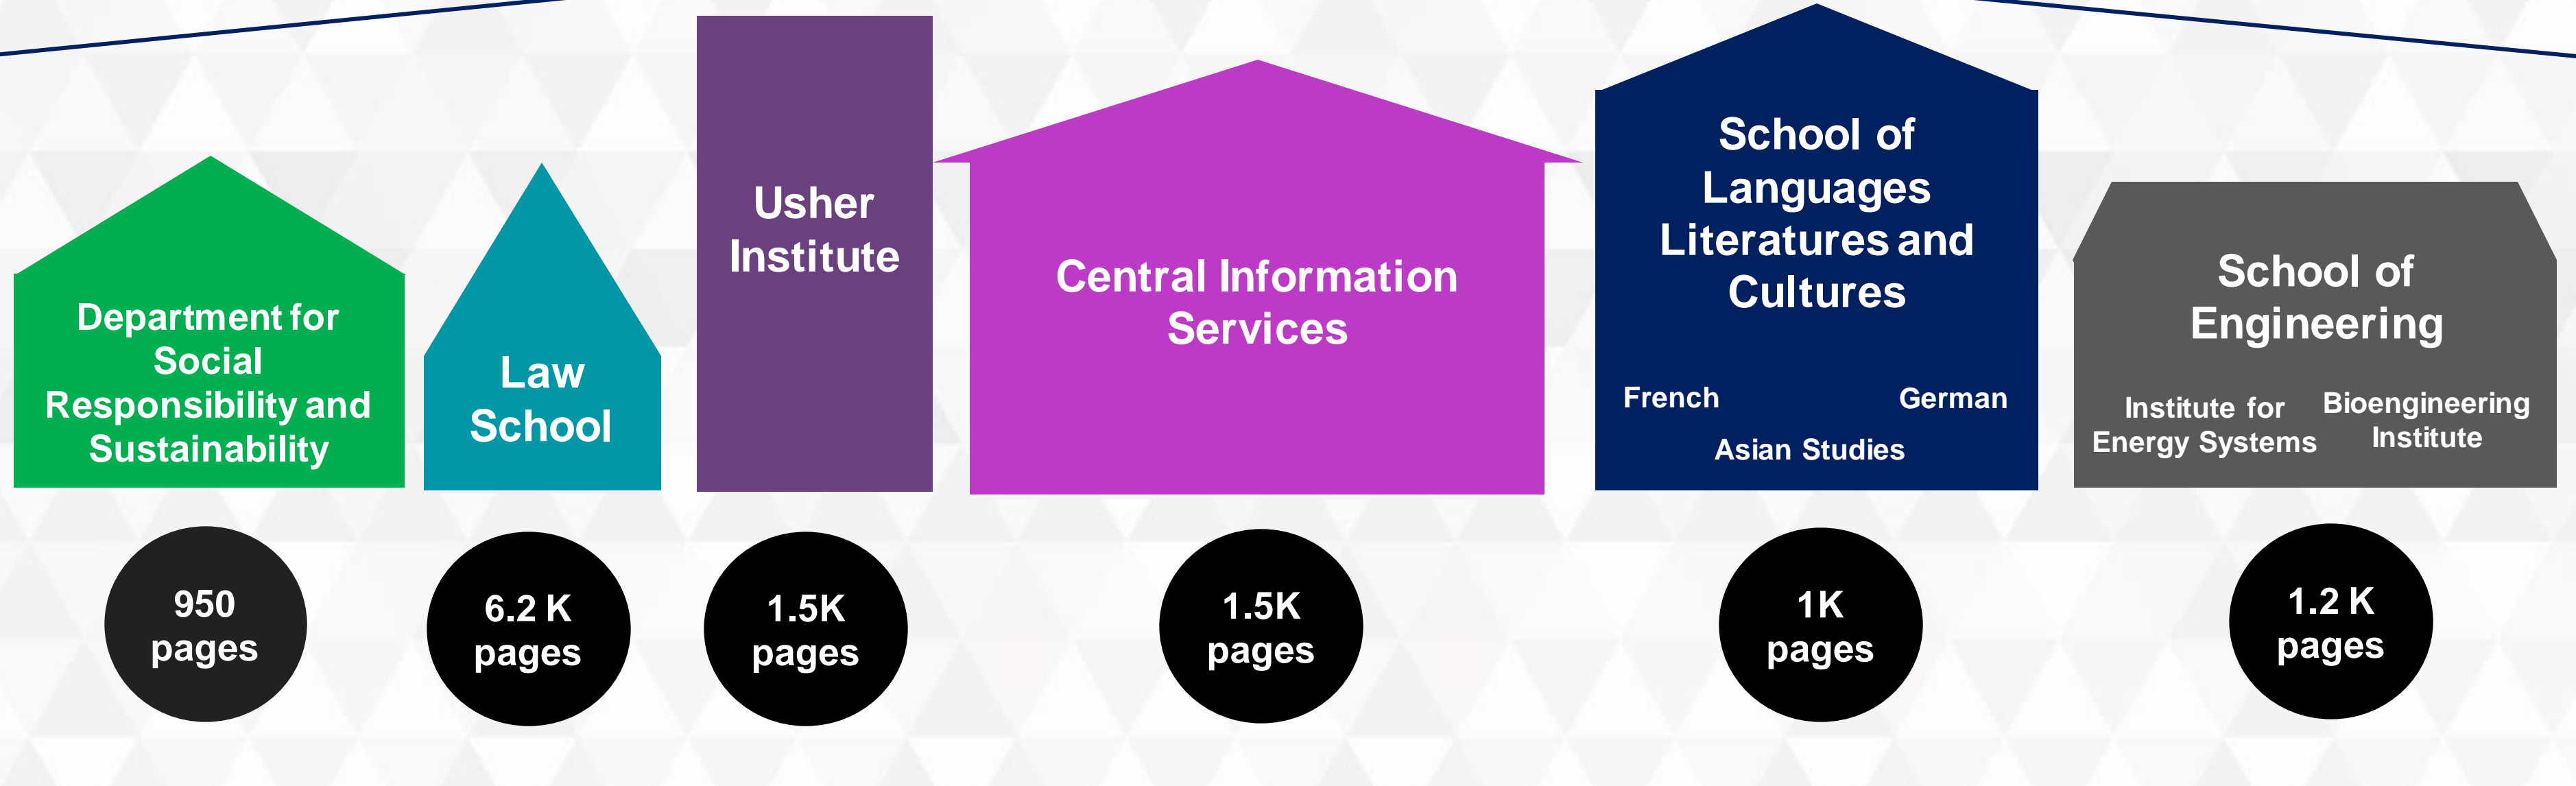 Department for
Social
Responsibility and
Sustainability
Law
School
Usher
Institute
Central Information
Services
School of
Languages
Literatures and
Cultures
French
German
Asian Studies
School of
Engineering
Institute for
Energy Systems
Bioengineering
Institute
950
pages
6.2 K
pages
1.5K
pages
1.5K
pages
1K
pages
1.2 K
pages